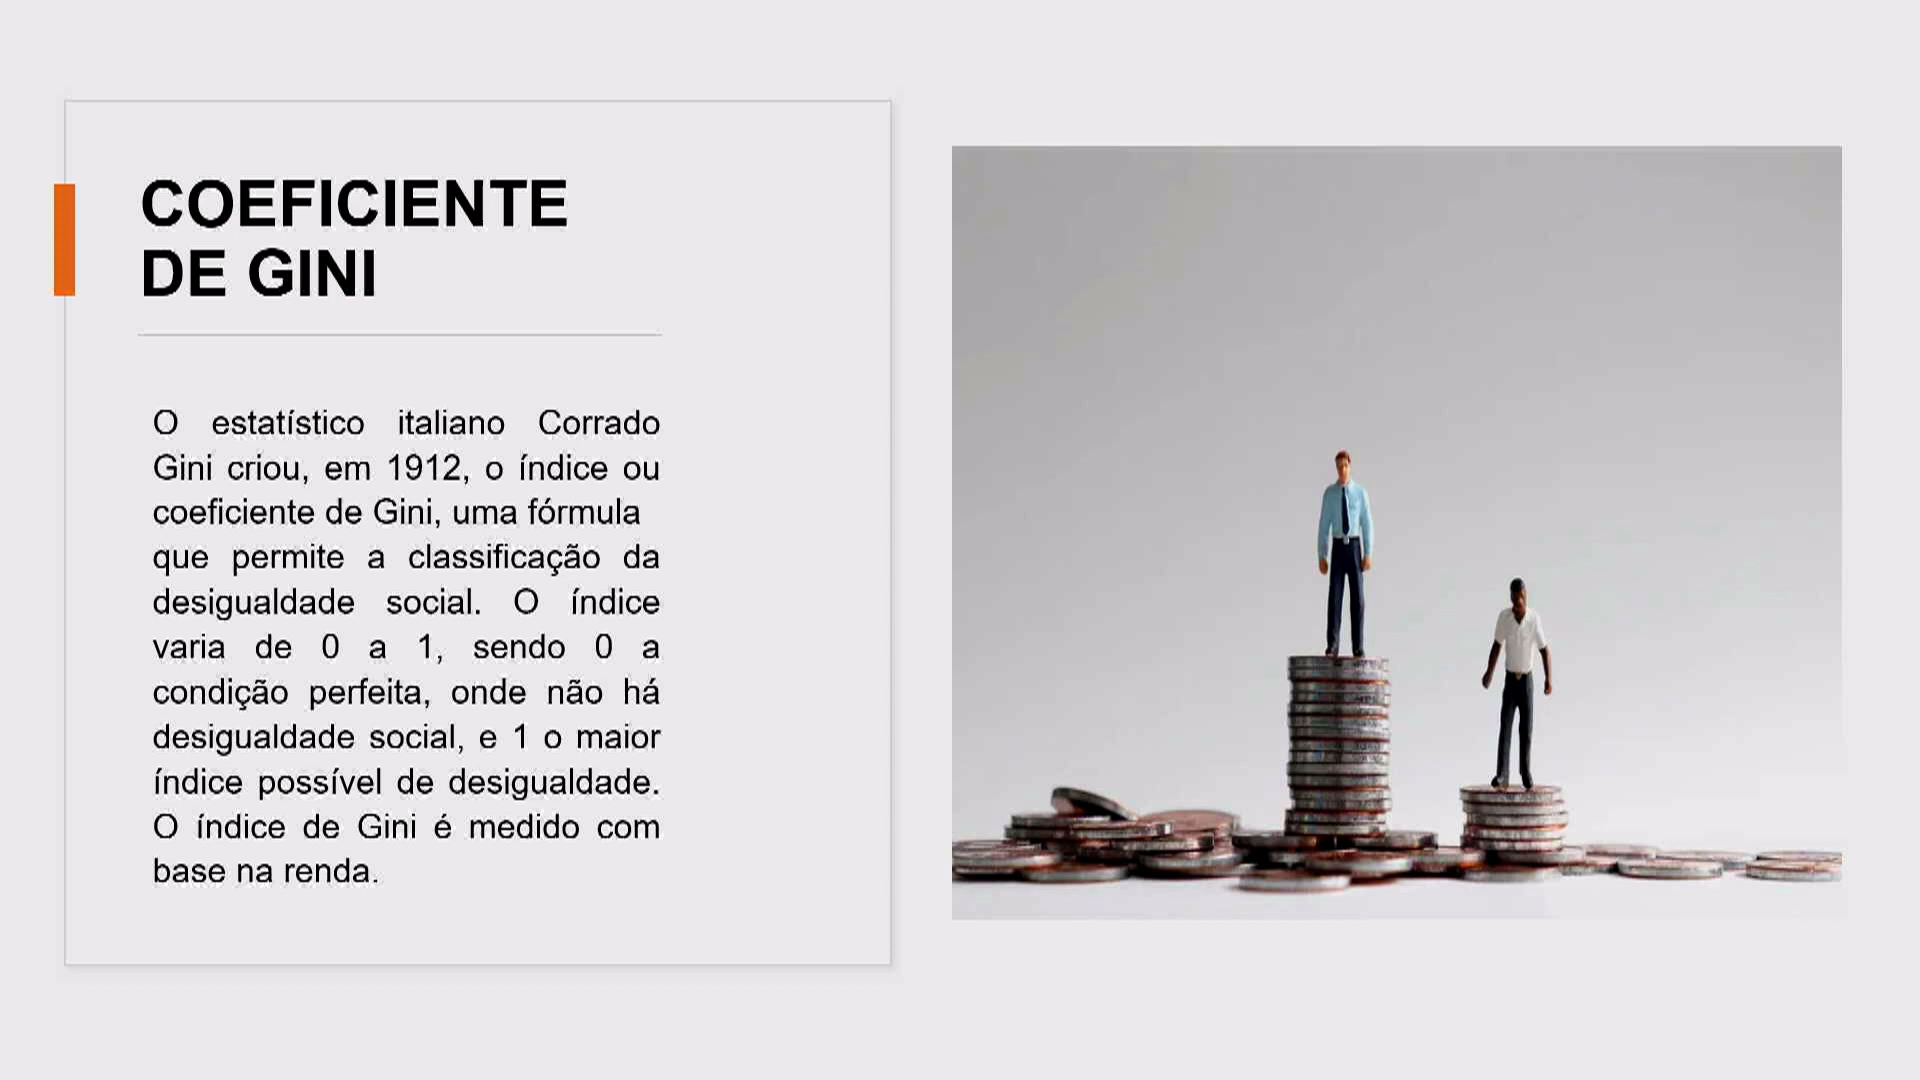 COEFICIENTE
DE GINI
O estatístico italiano Corrado
Gini criou, em 1912, o índice ou
coeficiente de Gini, uma fórmula
que permite a classificação da
desigualdade social. O índice
varia de 0 a 1, sendo 0 a
condição perfeita, onde não há
desigualdade social, e 1 o maior
índice possível de desigualdade.
O índice de Gini é medido com
base na renda.